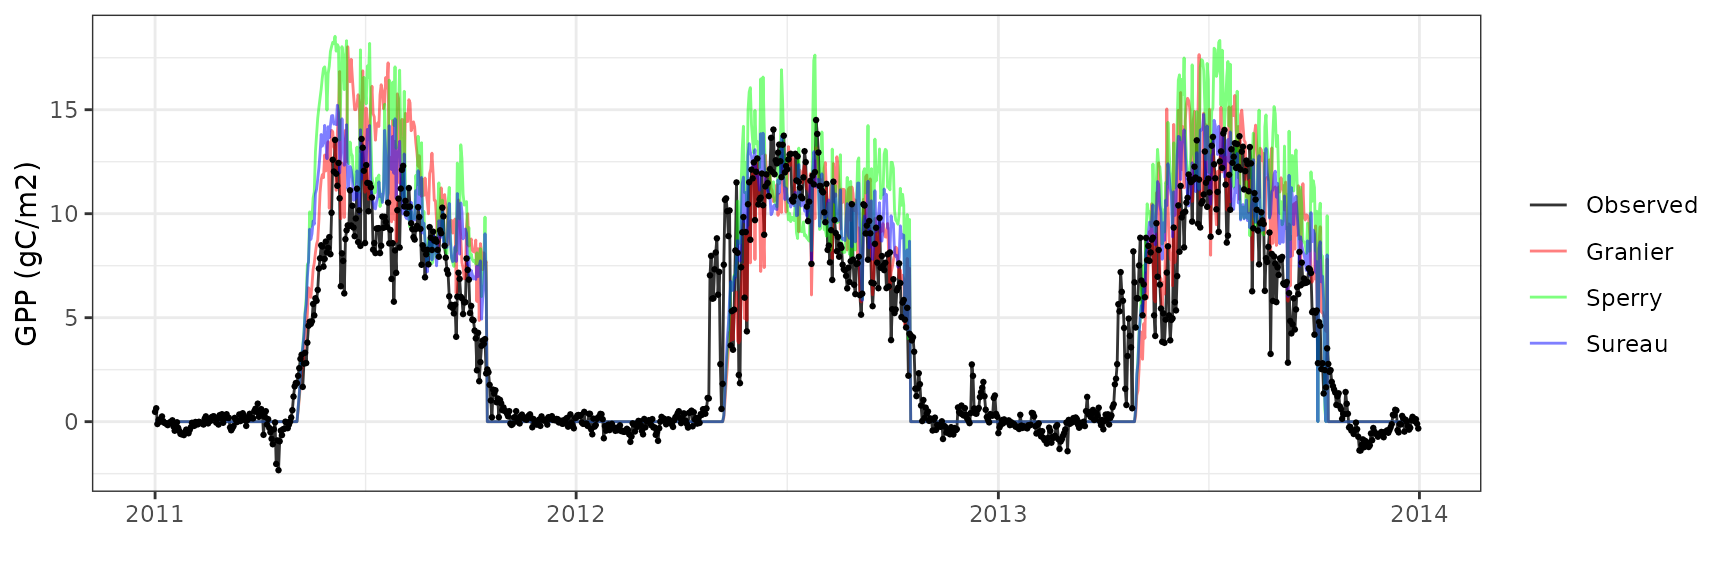 GPP (gC/m2)
15
10
5
0
2011 2012 2013 2014
Observed
Granier
Sperry
Sureau